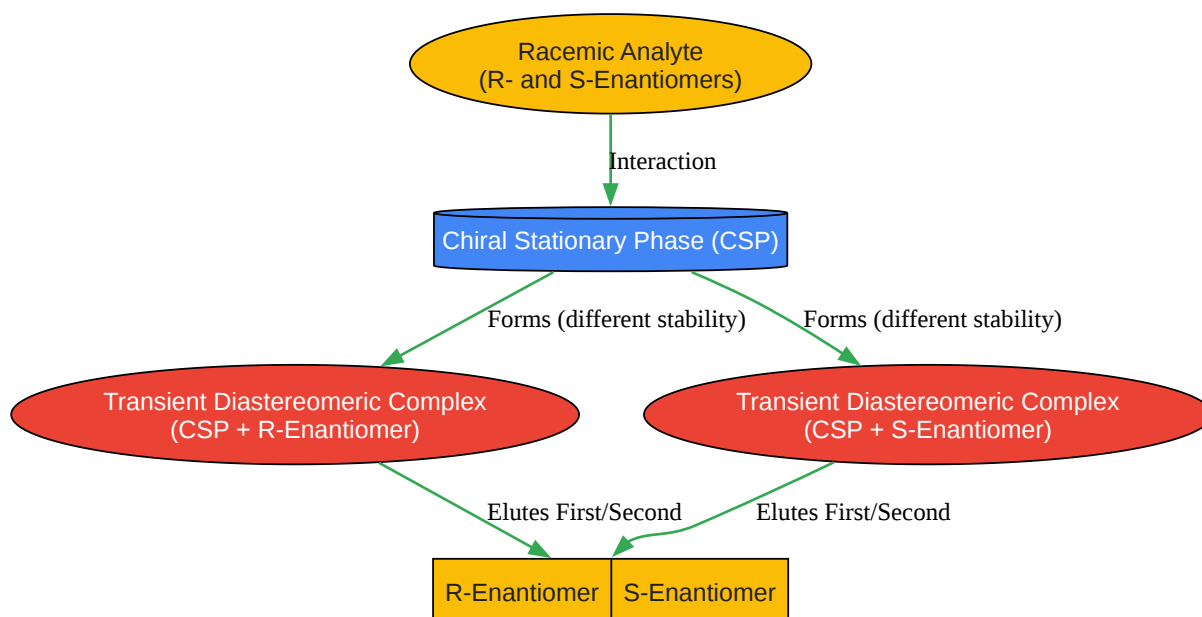 Racemic Analyte
(R- and S-Enantiomers)
Interaction
Chiral Stationary Phase (CSP)
Forms (different stability)
Forms (different stability)
Transient Diastereomeric Complex
(CSP + R-Enantiomer)
Transient Diastereomeric Complex
(CSP + S-Enantiomer)
Elutes First/Second
Elutes First/Second
R-Enantiomer
S-Enantiomer